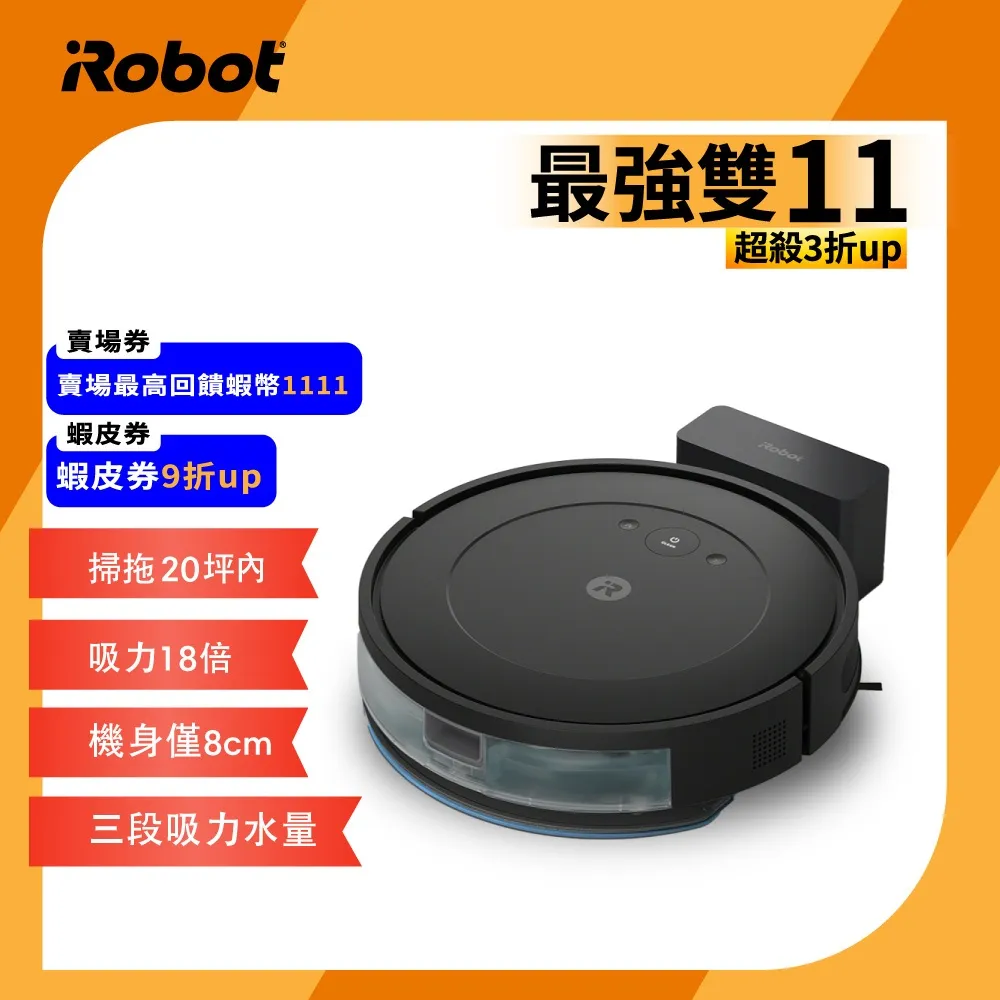 iRobot
最強雙11
超殺3折up
賣場券
賣場最高回饋蝦幣1111
蝦皮券
蝦皮券9折up
掃拖20坪內
吸力18倍
機身僅8cm
三段吸力水量
iRobot
CLEAN